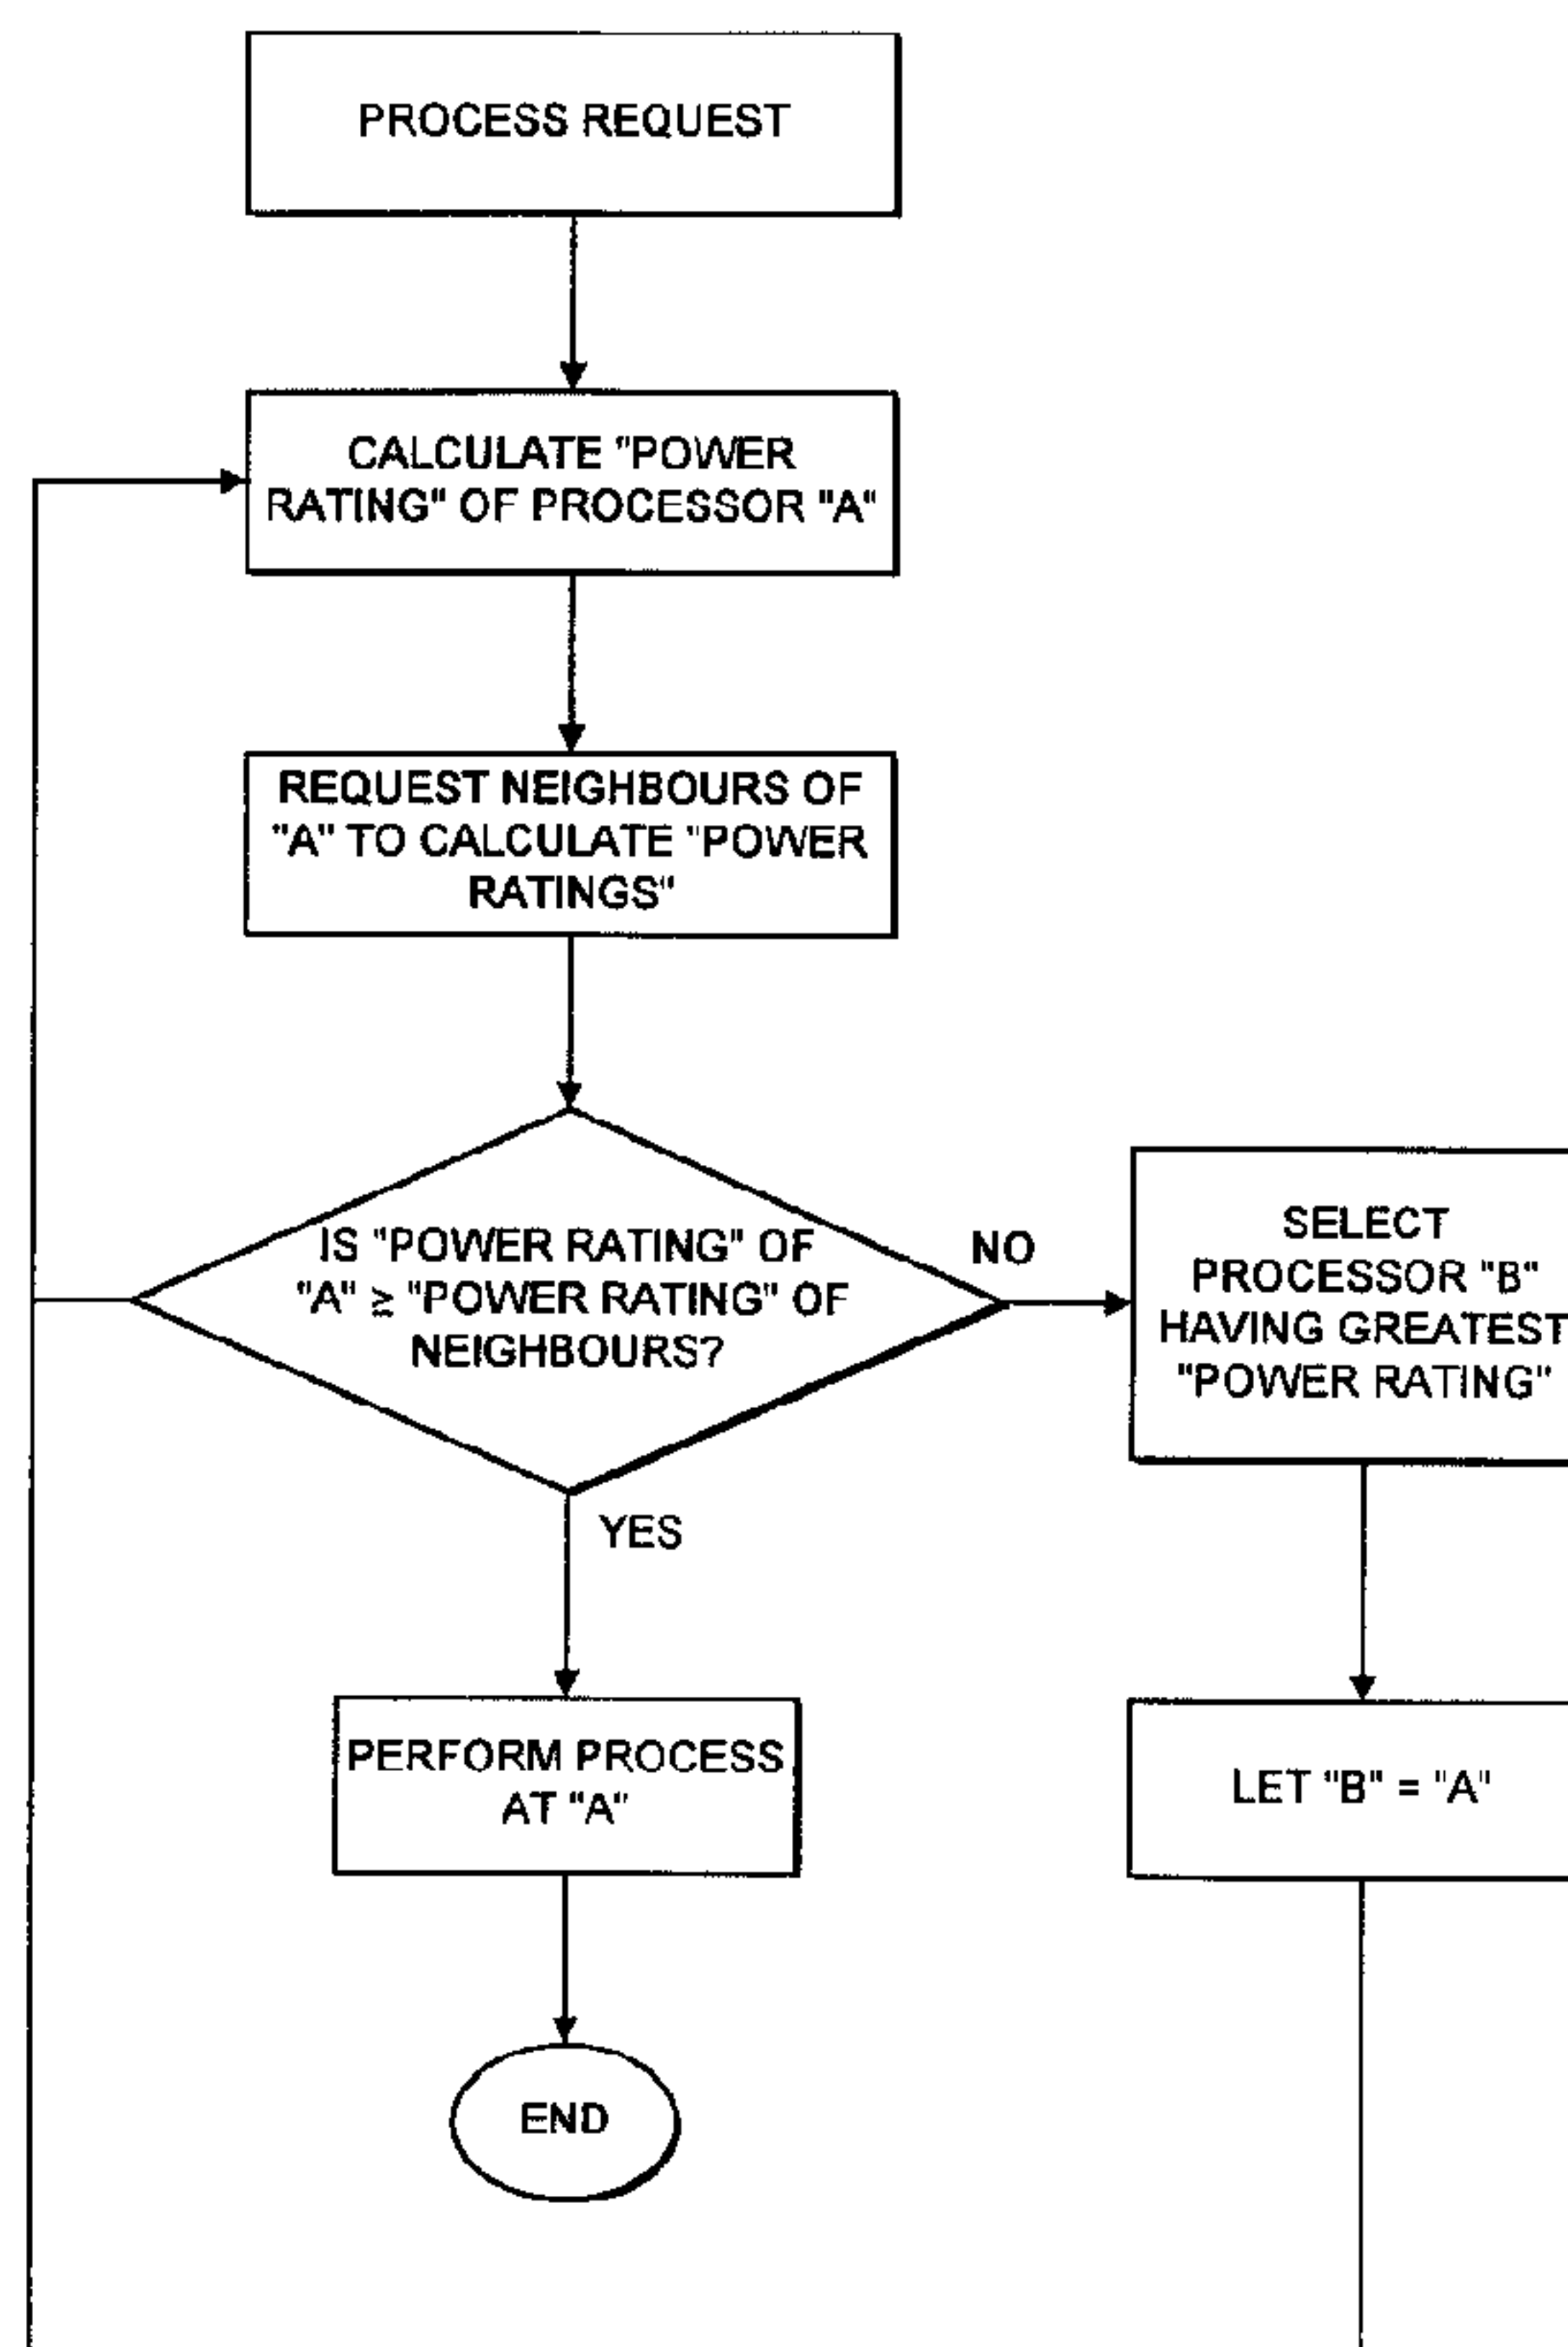 PROCESS REQUEST
CALCULATE "POWER
RATING" OF PROCESSOR "A"
REQUEST NEIGHBOURS OF
"A" TO CALCULATE "POWER
RATINGS"
IS "POWER RATING" OF
"A" ≥ "POWER RATING" OF
NEIGHBOURS?
NO
SELECT
PROCESSOR "B"
HAVING GREATEST
"POWER RATING"
YES
PERFORM PROCESS
AT "A"
LET "B" = "A"
END